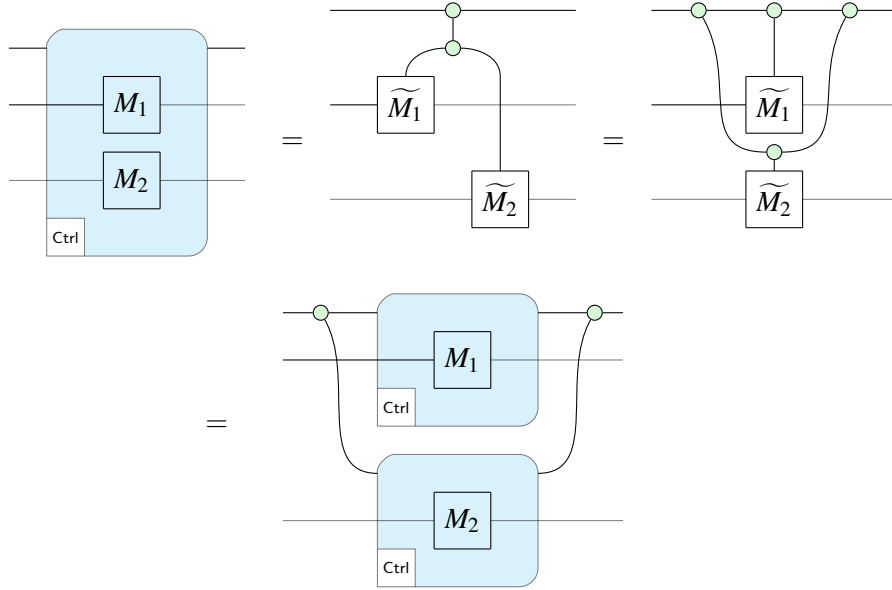 M₁
M₂
Ctrl
=
M̃₁
M̃₂
=
M̃₁
M̃₂
=
M₁
Ctrl
M₂
Ctrl